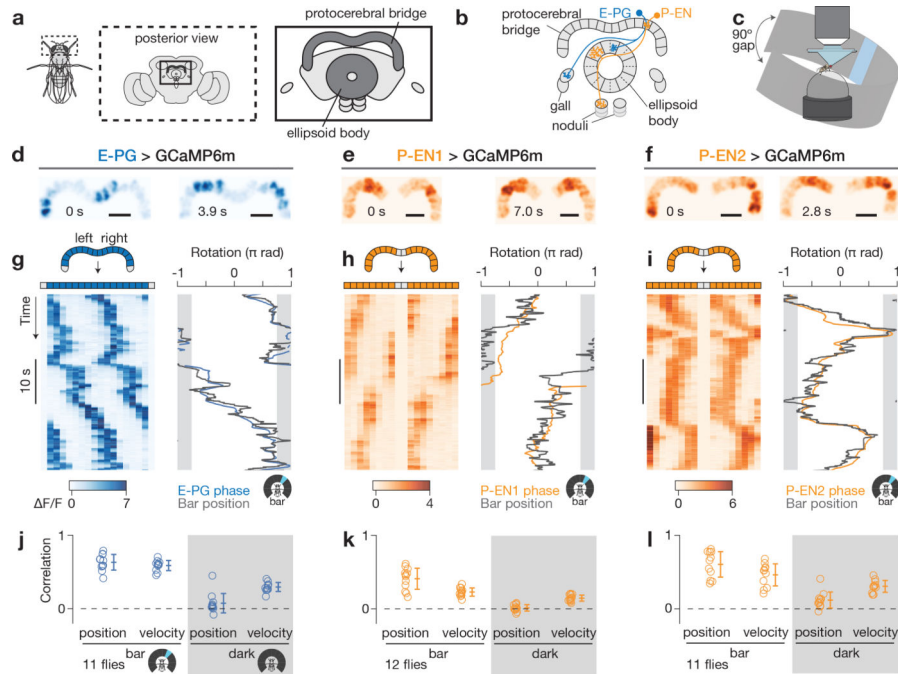 a
posterior view
protocerebral bridge
ellipsoid body
b
protocerebral
bridge
E-PG
P-EN
gall
noduli
ellipsoid
body
c
90º
gap
d
E-PG > GCaMP6m
0 s
3.9 s
e
P-EN1 > GCaMP6m
0 s
7.0 s
f
P-EN2 > GCaMP6m
0 s
2.8 s
g
left right
Rotation (π rad)
-1 0 1
Time
10 s
ΔF/F
0 7
E-PG phase
Bar position
bar
h
Rotation (π rad)
-1 0 1
0 4
P-EN1 phase
Bar position
bar
i
Rotation (π rad)
-1 0 1
0 6
P-EN2 phase
Bar position
bar
j
Correlation
1
0
position velocity position velocity
bar dark
11 flies
k
1
0
position velocity position velocity
bar dark
12 flies
l
1
0
position velocity position velocity
bar dark
11 flies